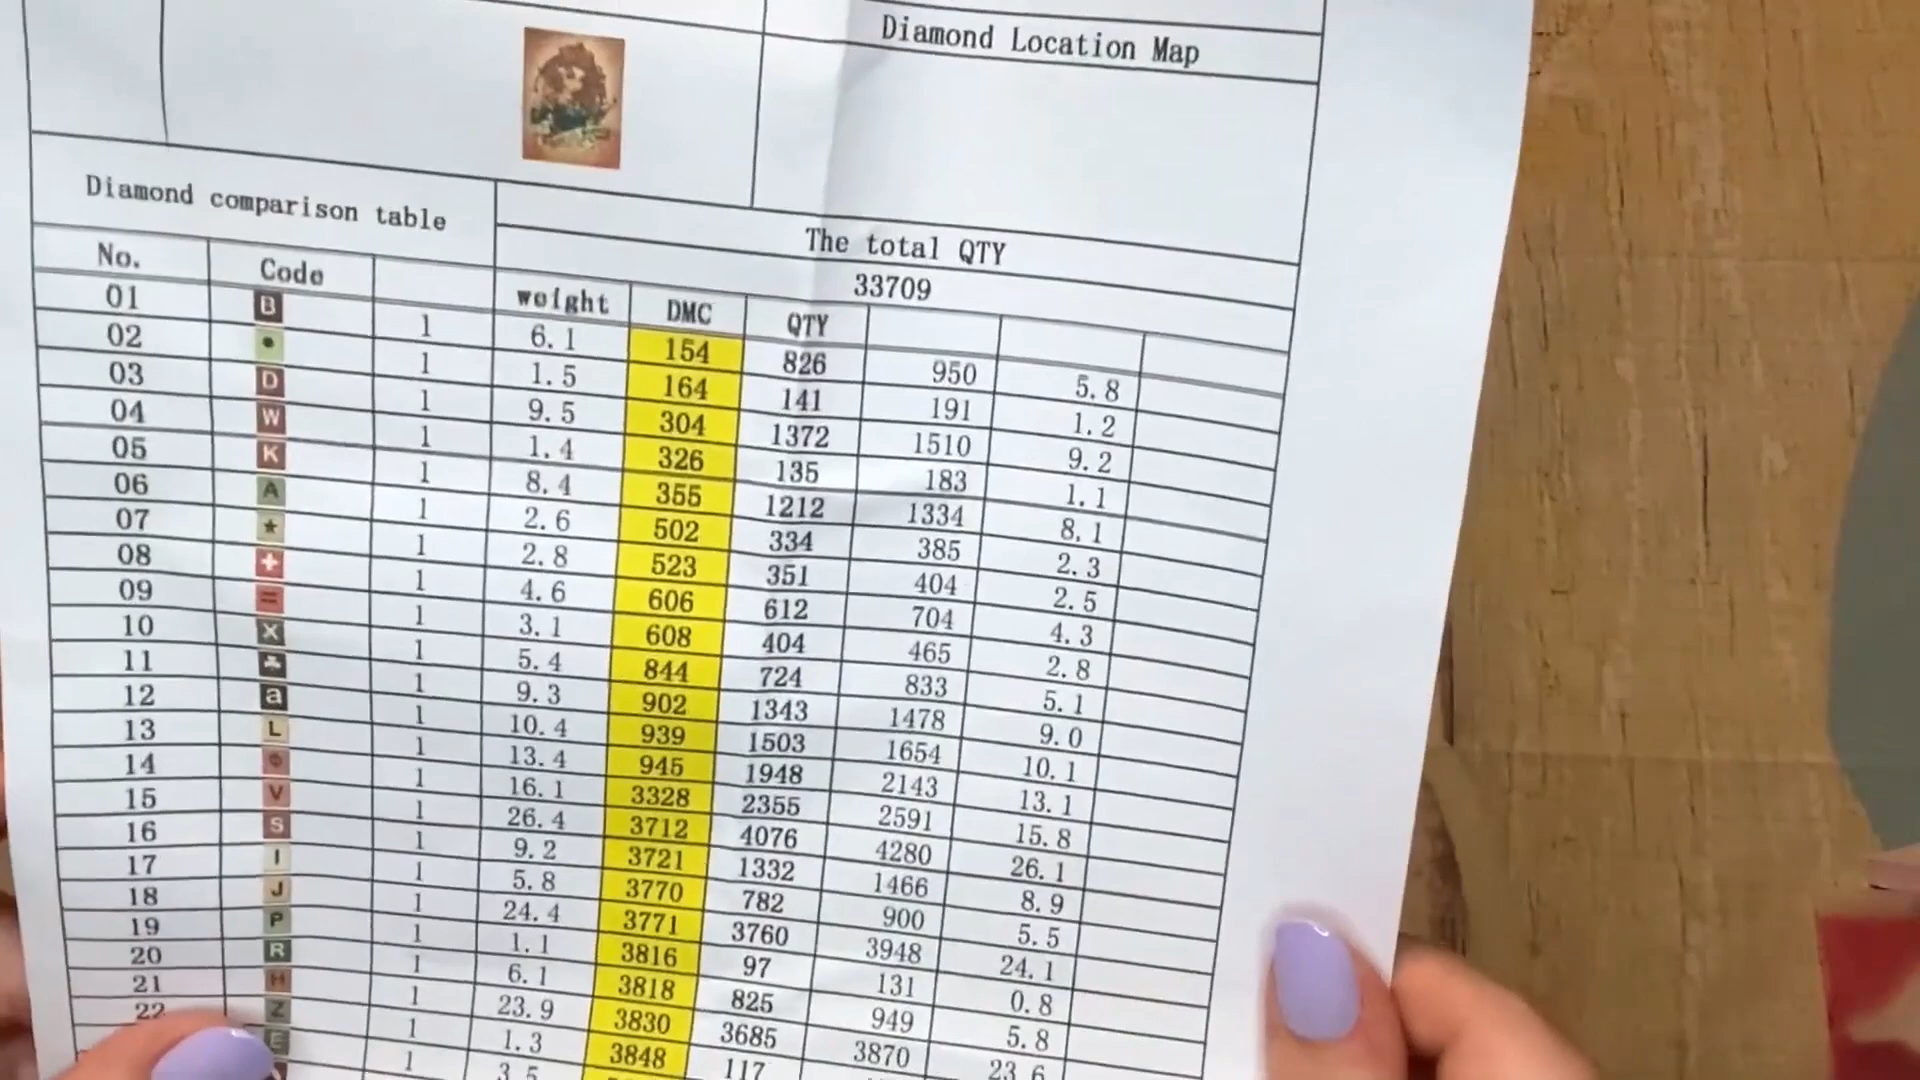 Diamond Location Map
Diamond comparison table
The total QTY
33709
No. Code weight DMC QTY
01 B 1 6.1 154 826 950 5.8
02 • 1 1.5 164 141 191 1.2
03 D 1 9.5 304 1372 1510 9.2
04 W 1 1.4 326 135 183 1.1
05 K 1 8.4 355 1212 1334 8.1
06 A 1 2.6 502 334 385 2.3
07 ★ 1 2.8 523 351 404 2.5
08 + 1 4.6 606 612 704 4.3
09 = 1 3.1 608 404 465 2.8
10 X 1 5.4 844 724 833 5.1
11 ♣ 1 9.3 902 1343 1478 9.0
12 a 1 10.4 939 1503 1654 10.1
13 L 1 13.4 945 1948 2143 13.1
14 1 16.1 3328 2355 2591 15.8
15 V 1 26.4 3712 4076 4280 26.1
16 S 1 9.2 3721 1332 1466 8.9
17 I 1 5.8 3770 782 900 5.5
18 J 1 24.4 3771 3760 3948 24.1
19 P 1 1.1 3816 97 131 0.8
20 R 1 6.1 3818 825 949 5.8
21 H 1 23.9 3830 3685 3870 23.6
22 Z 1 1.3 3848 117
E 1 3.5